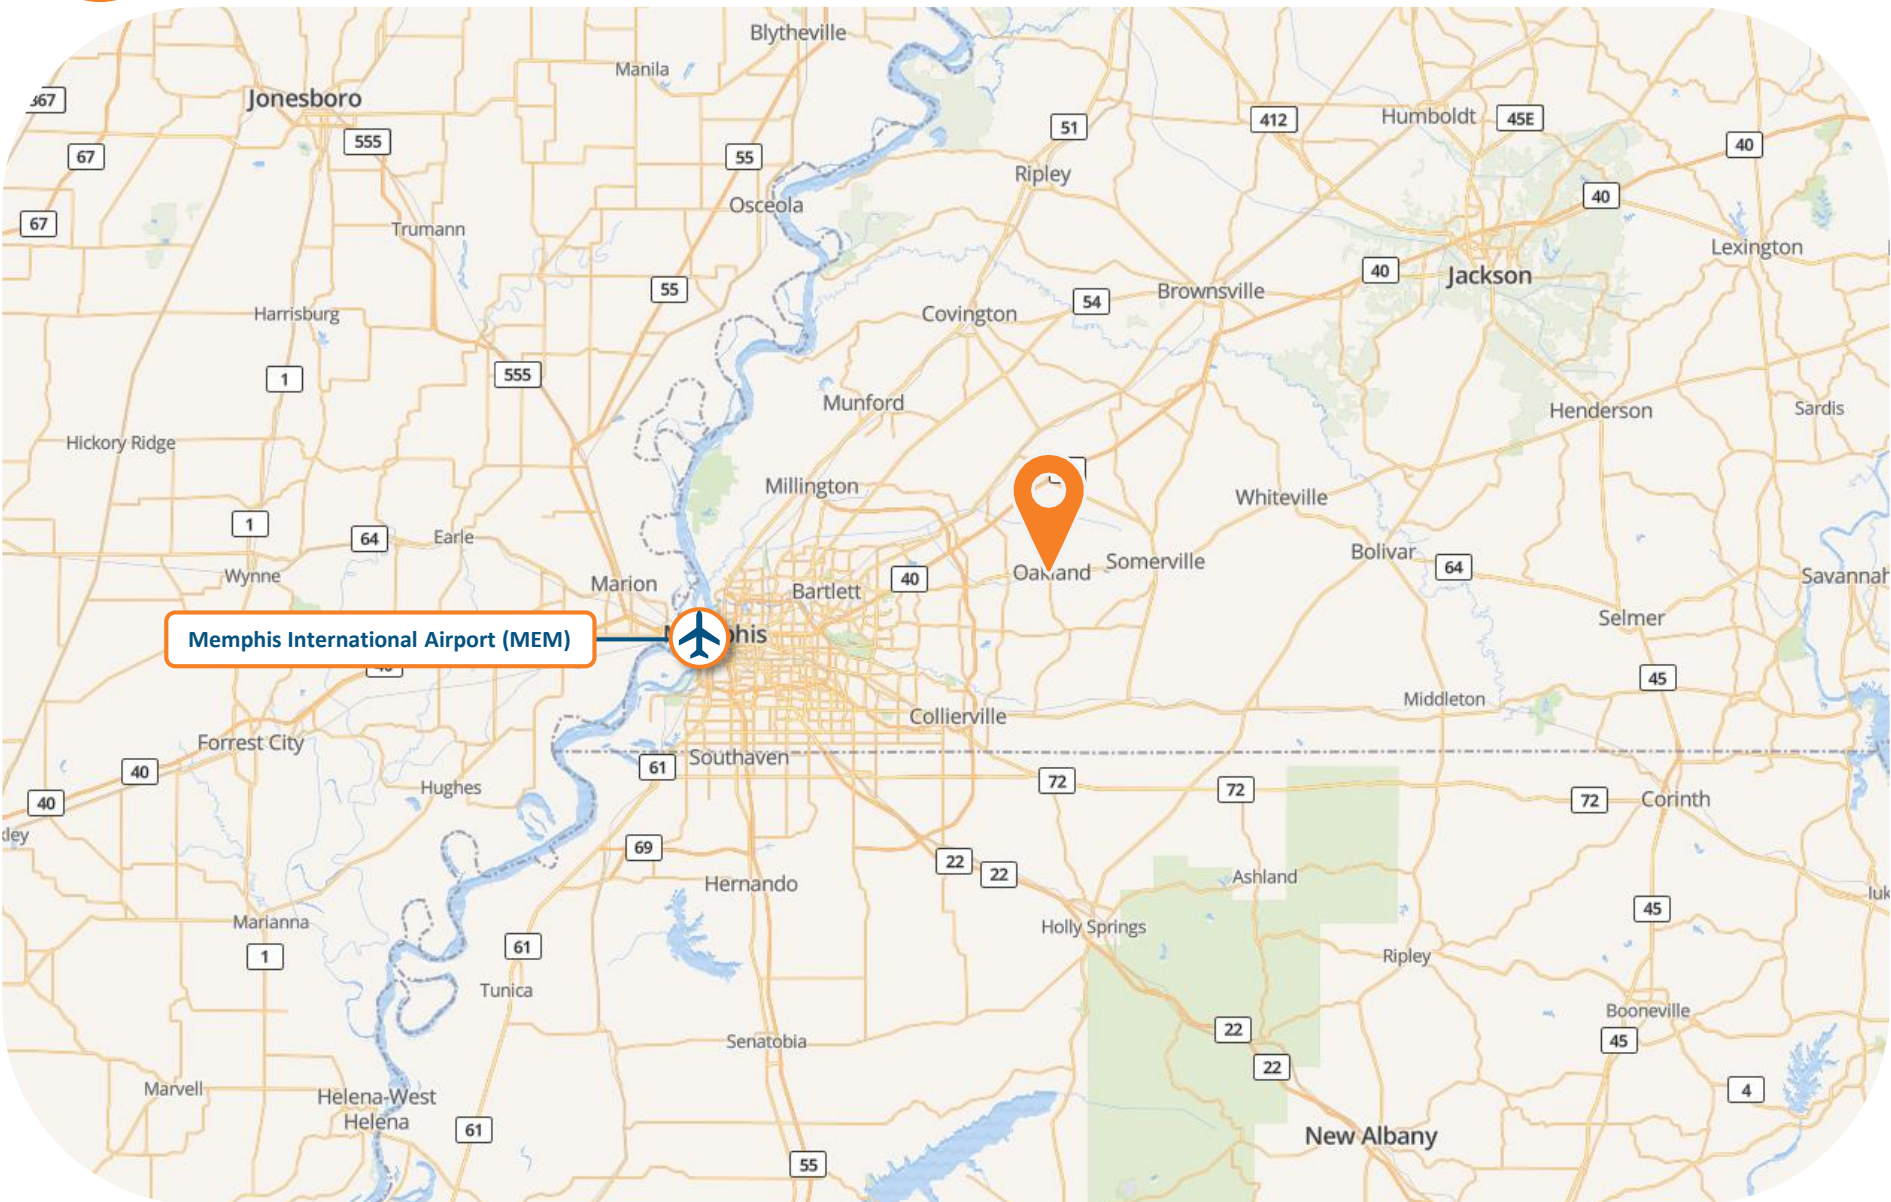 Blytheville
Manila
367
Jonesboro
51
412
Humboldt
45E
555
67
55
40
Ripley
40
Osceola
67
Trumann
Lexington
40
Jackson
55
Brownsville
54
Harrisburg
Covington
1
555
Munford
Henderson
Sardis
Hickory Ridge
Millington
Whiteville
1
64
Earle
Bolivar
64
Somerville
Oakland
Wynne
Marion
40
Bartlett
Savannah
Selmer
Memphis International Airport (MEM)
Memphis
40
45
Middleton
Collierville
Forrest City
Southaven
61
40
Hughes
72
72
72
Corinth
40
69
22
22
Hernando
Ashland
Marianna
45
Holly Springs
61
1
Ripley
Tunica
Booneville
22
45
Senatobia
22
Marvell
4
Helena-West
Helena
61
New Albany
55